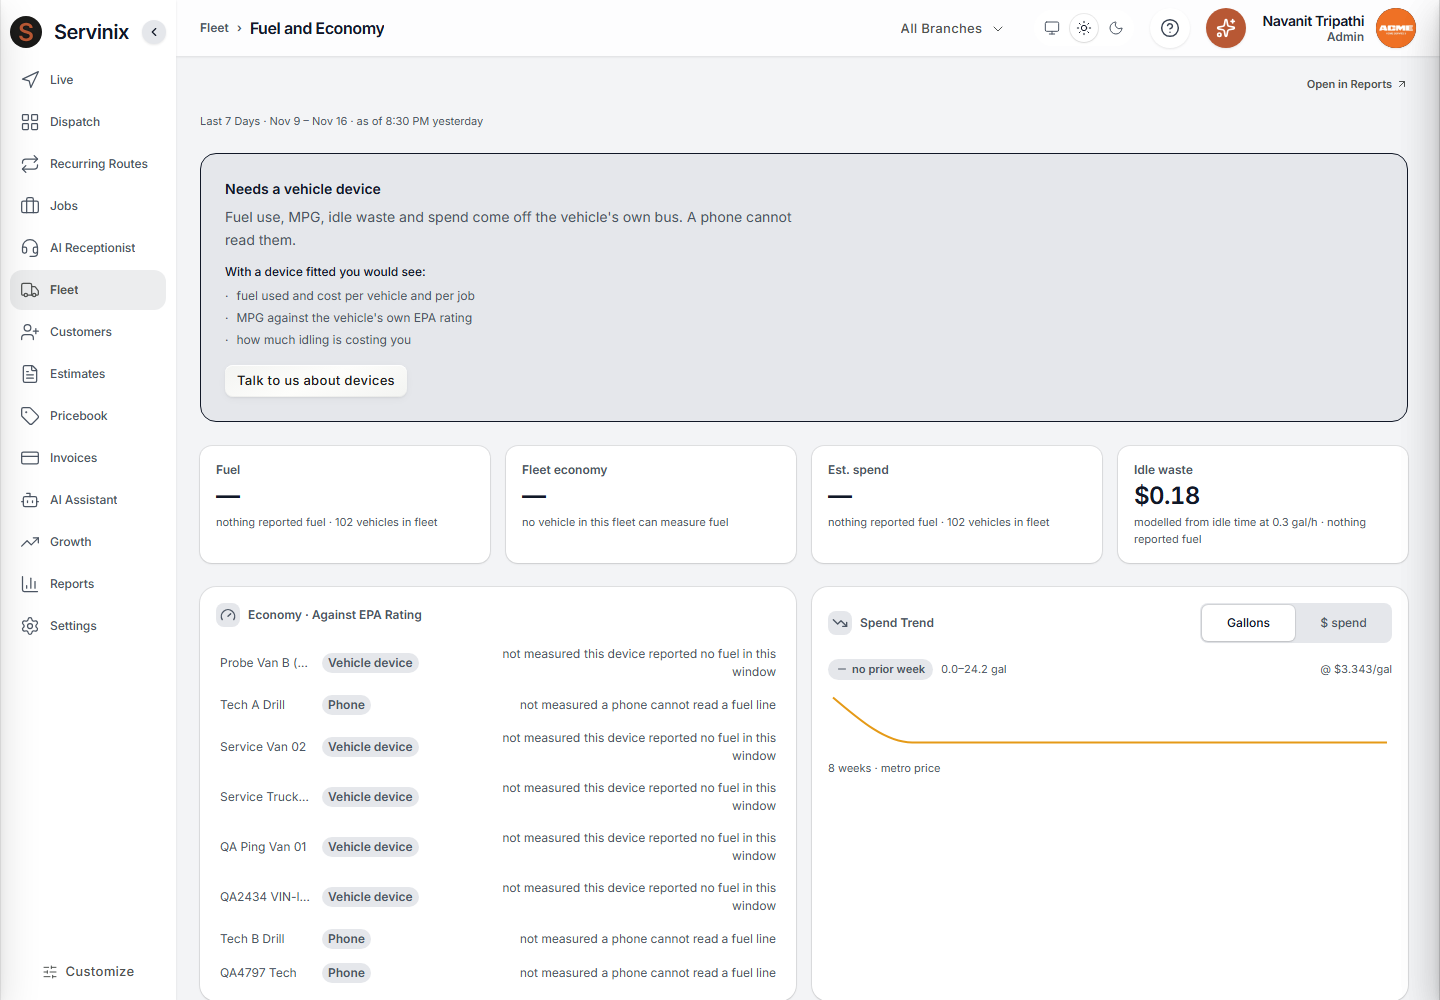 S Servinix
Live
Dispatch
Recurring Routes
Jobs
AI Receptionist
Fleet
Customers
Estimates
Pricebook
Invoices
AI Assistant
Growth
Reports
Settings
Customize
Fleet › Fuel and Economy
All Branches
Navanit Tripathi
Admin
ACME
Open in Reports
Last 7 Days · Nov 9 – Nov 16 · as of 8:30 PM yesterday
Needs a vehicle device
Fuel use, MPG, idle waste and spend come off the vehicle's own bus. A phone cannot
read them.
With a device fitted you would see:
· fuel used and cost per vehicle and per job
· MPG against the vehicle's own EPA rating
· how much idling is costing you
Talk to us about devices
Fuel
—
nothing reported fuel · 102 vehicles in fleet
Fleet economy
—
no vehicle in this fleet can measure fuel
Est. spend
—
nothing reported fuel · 102 vehicles in fleet
Idle waste
$0.18
modelled from idle time at 0.3 gal/h · nothing
reported fuel
Economy · Against EPA Rating
Probe Van B (... Vehicle device not measured this device reported no fuel in this
window
Tech A Drill Phone not measured a phone cannot read a fuel line
Service Van 02 Vehicle device not measured this device reported no fuel in this
window
Service Truck... Vehicle device not measured this device reported no fuel in this
window
QA Ping Van 01 Vehicle device not measured this device reported no fuel in this
window
QA2434 VIN-l... Vehicle device not measured this device reported no fuel in this
window
Tech B Drill Phone not measured a phone cannot read a fuel line
QA4797 Tech Phone not measured a phone cannot read a fuel line
Spend Trend
Gallons $ spend
— no prior week 0.0–24.2 gal @ $3.343/gal
8 weeks · metro price